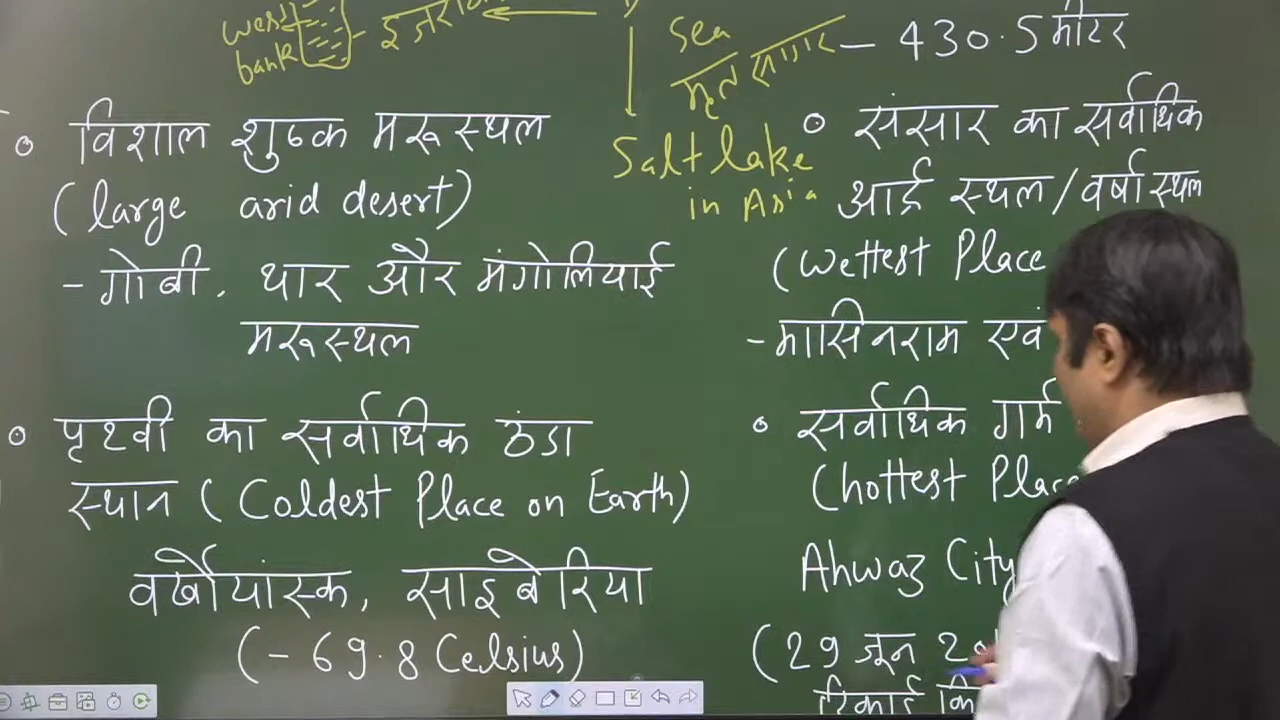 west
bank
इजरा
Sea
मृत सागर – 430.5 मीटर
Salt lake
in Asia
विशाल शुष्क मरूस्थल
(large arid desert)
- गोबी, थार और मंगोलियाई
मरूस्थल
पृथ्वी का सर्वाधिक ठंडा
स्थान (Coldest Place on Earth)
वर्खोयांस्क, साइबेरिया
(-69.8 Celsius)
संसार का सर्वाधिक
आर्द्र स्थल/वर्षा स्थल
(Wettest Place
- मासिनराम एवं
सर्वाधिक गर्म
(hottest Place
Ahwaz City
(29 जून 20
रिकार्ड कि